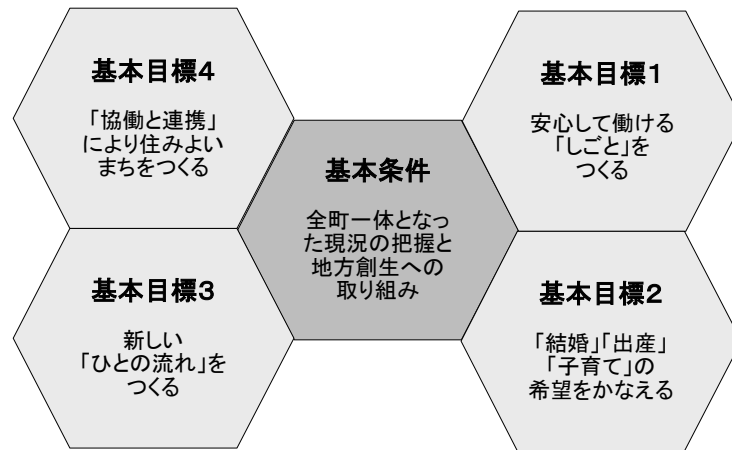 基本目標4
「協働と連携」
により住みよい
まちをつくる
基本目標1
安心して働ける
「しごと」を
つくる
基本条件
全町一体となっ
た現況の把握と
地方創生への
取り組み
基本目標3
新しい
「ひとの流れ」を
つくる
基本目標2
「結婚」「出産」
「子育て」の
希望をかなえる